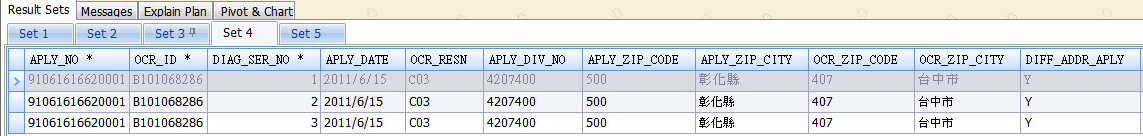 Result Sets Messages Explain Plan Pivot & Chart
Set 1 Set 2 Set 3 Set 4 Set 5
APLY_NO * OCR_ID * DIAG_SER_NO * APLY_DATE OCR_RESN APLY_DIV_NO APLY_ZIP_CODE APLY_ZIP_CITY OCR_ZIP_CODE OCR_ZIP_CITY DIFF_ADDR_APLY
91061616620001 B101068286 1 2011/6/15 C03 4207400 500 彰化縣 407 台中市 Y
91061616620001 B101068286 2 2011/6/15 C03 4207400 500 彰化縣 407 台中市 Y
91061616620001 B101068286 3 2011/6/15 C03 4207400 500 彰化縣 407 台中市 Y